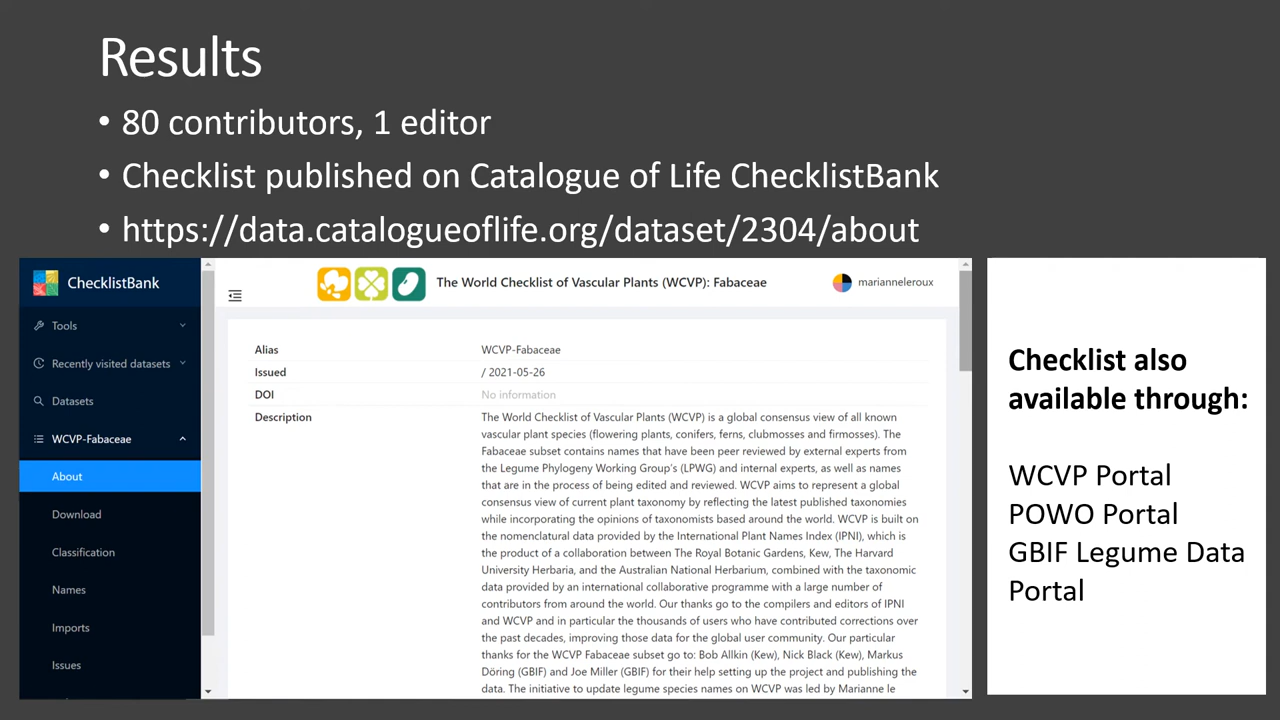 Results
• 80 contributors, 1 editor
• Checklist published on Catalogue of Life ChecklistBank
• https://data.catalogueoflife.org/dataset/2304/about
ChecklistBank
Tools
Recently visited datasets
Datasets
WCVP-Fabaceae
About
Download
Classification
Names
Imports
Issues
The World Checklist of Vascular Plants (WCVP): Fabaceae
marianneleroux
Alias WCVP-Fabaceae
Issued / 2021-05-26
DOI No information
Description The World Checklist of Vascular Plants (WCVP) is a global consensus view of all known
vascular plant species (flowering plants, conifers, ferns, clubmosses and firmosses). The
Fabaceae subset contains names that have been peer reviewed by external experts from
the Legume Phylogeny Working Group's (LPWG) and internal experts, as well as names
that are in the process of being edited and reviewed. WCVP aims to represent a global
consensus view of current plant taxonomy by reflecting the latest published taxonomies
while incorporating the opinions of taxonomists based around the world. WCVP is built on
the nomenclatural data provided by the International Plant Names Index (IPNI), which is
the product of a collaboration between The Royal Botanic Gardens, Kew, The Harvard
University Herbaria, and the Australian National Herbarium, combined with the taxonomic
data provided by an international collaborative programme with a large number of
contributors from around the world. Our thanks go to the compilers and editors of IPNI
and WCVP and in particular the thousands of users who have contributed corrections over
the past decades, improving those data for the global user community. Our particular
thanks for the WCVP Fabaceae subset go to: Bob Allkin (Kew), Nick Black (Kew), Markus
Döring (GBIF) and Joe Miller (GBIF) for their help setting up the project and publishing the
data. The initiative to update legume species names on WCVP was led by Marianne le
Checklist also
available through:
WCVP Portal
POWO Portal
GBIF Legume Data
Portal